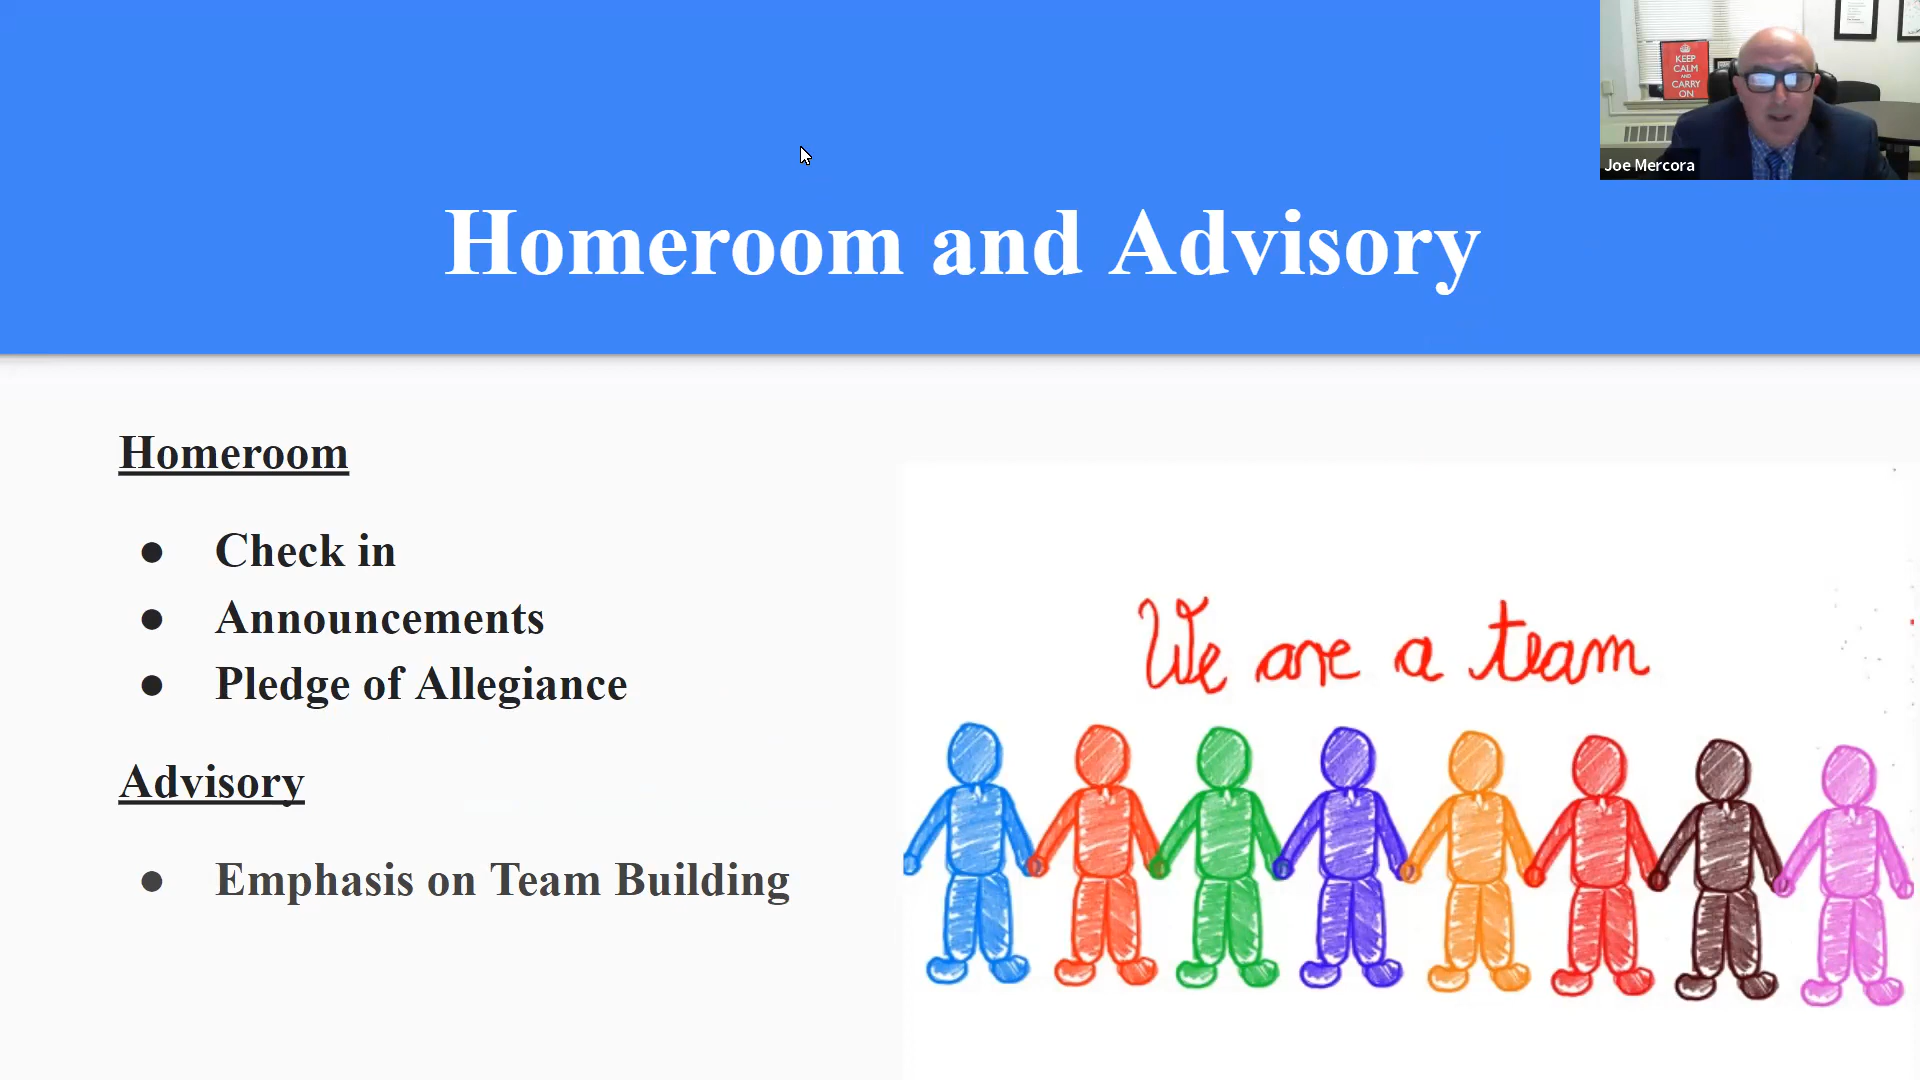 KEEP
CALM
AND
CARRY
ON
Joe Mercora
Homeroom and Advisory
Homeroom
● Check in
● Announcements
● Pledge of Allegiance
Advisory
● Emphasis on Team Building
We are a team